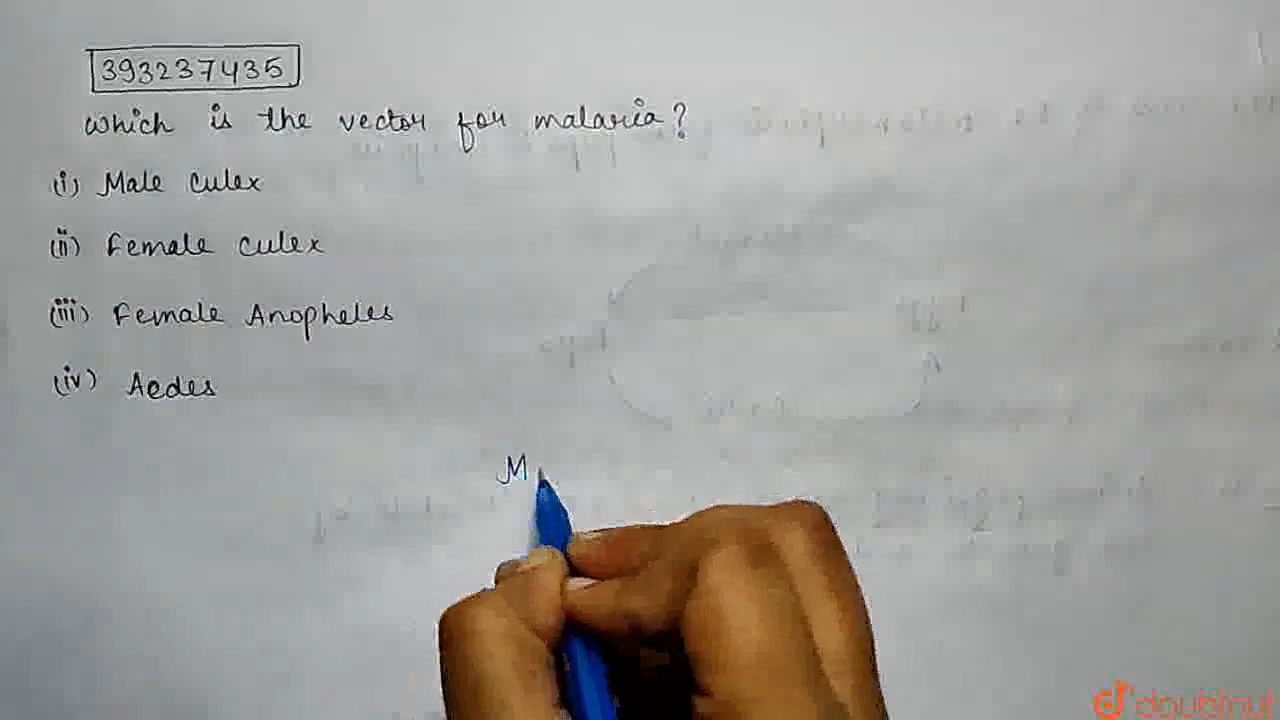 393237435
Which is the vector for malaria?
(i) Male Culex
(ii) Female Culex
(iii) Female Anopheles
(iv) Aedes
M
doubtnut